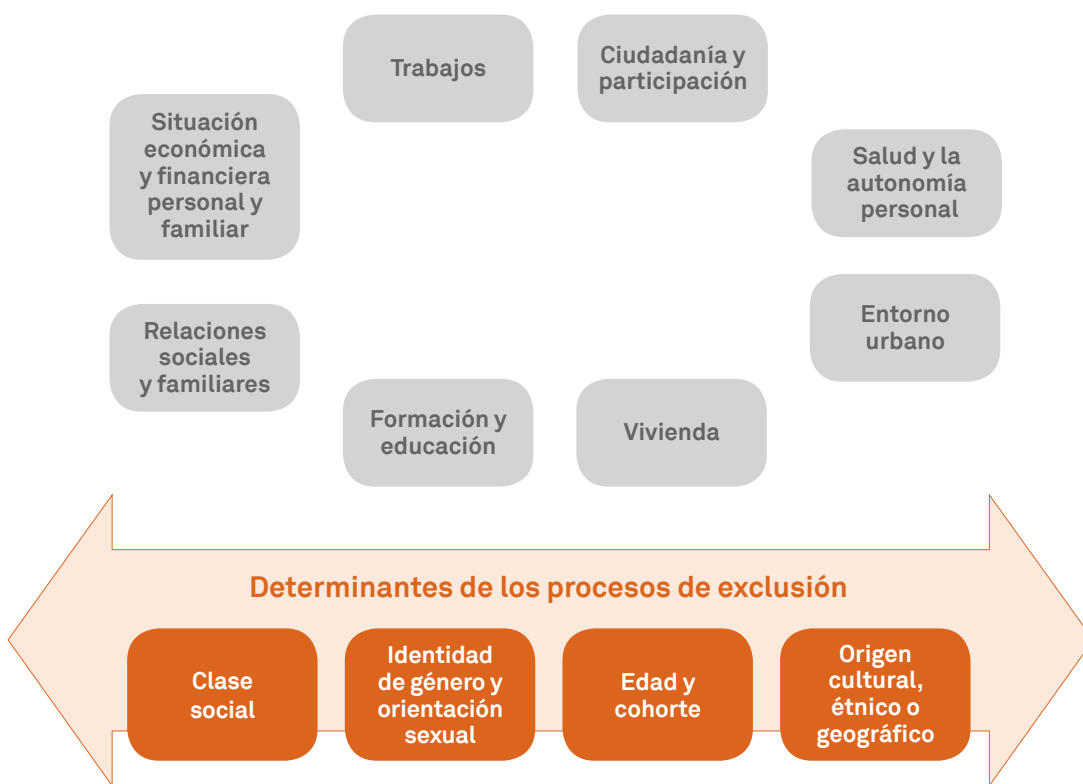 Trabajos
Ciudadanía y
participación
Situación
económica
y financiera
personal y
familiar
Salud y la
autonomía
personal
Relaciones
sociales
y familiares
Entorno
urbano
Formación y
educación
Vivienda
Determinantes de los procesos de exclusión
Clase
social
Identidad
de género y
orientación
sexual
Edad y
cohorte
Origen
cultural,
étnico o
geográfico